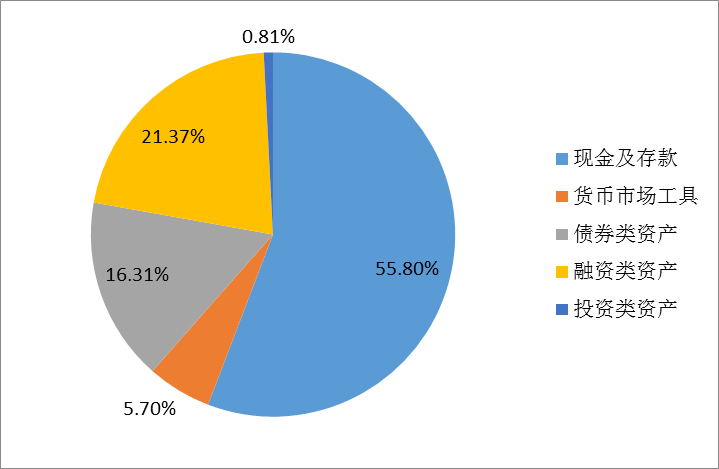 0.81%
21.37%
55.80%
16.31%
5.70%
现金及存款
货币市场工具
债券类资产
融资类资产
投资类资产